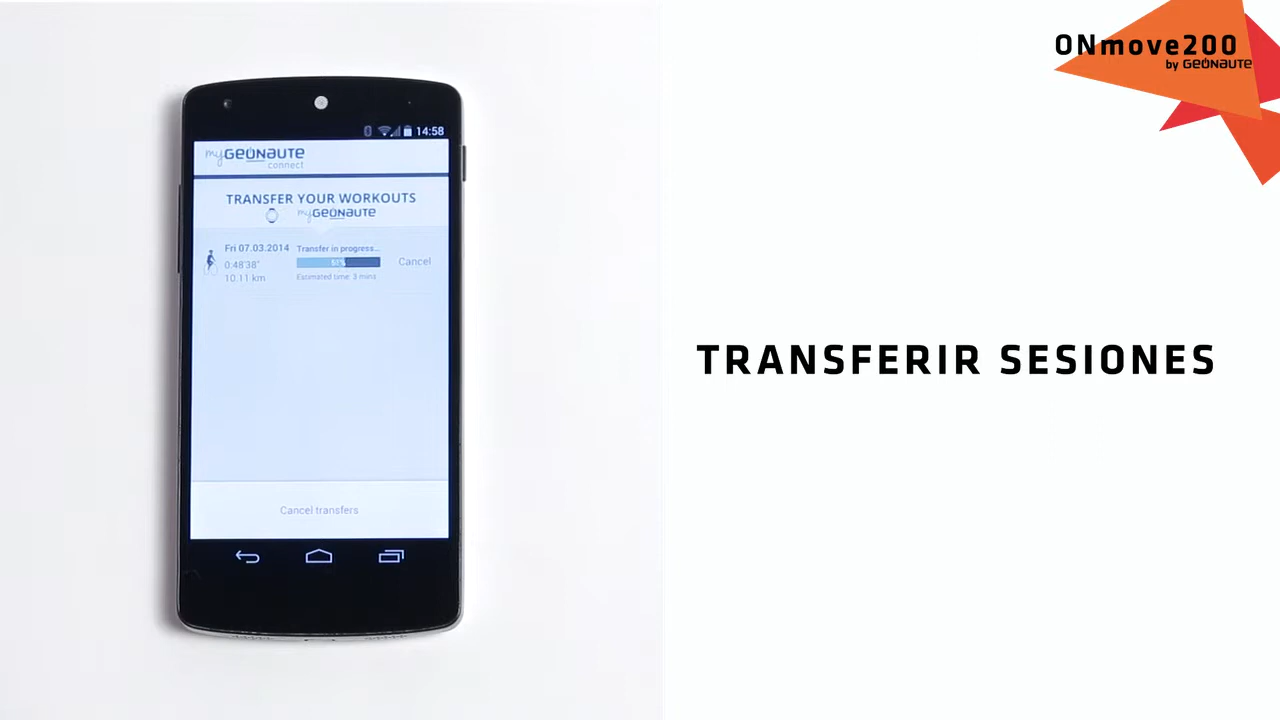 ONmove200
by GEONAUTE
14:58
myGEONAUTE
connect
TRANSFER YOUR WORKOUTS
myGEONAUTE
Fri 07.03.2014
0:48'38"
10.11 km
Transfer in progress...
51%
Estimated time: 3 mins
Cancel
Cancel transfers
TRANSFERIR SESIONES